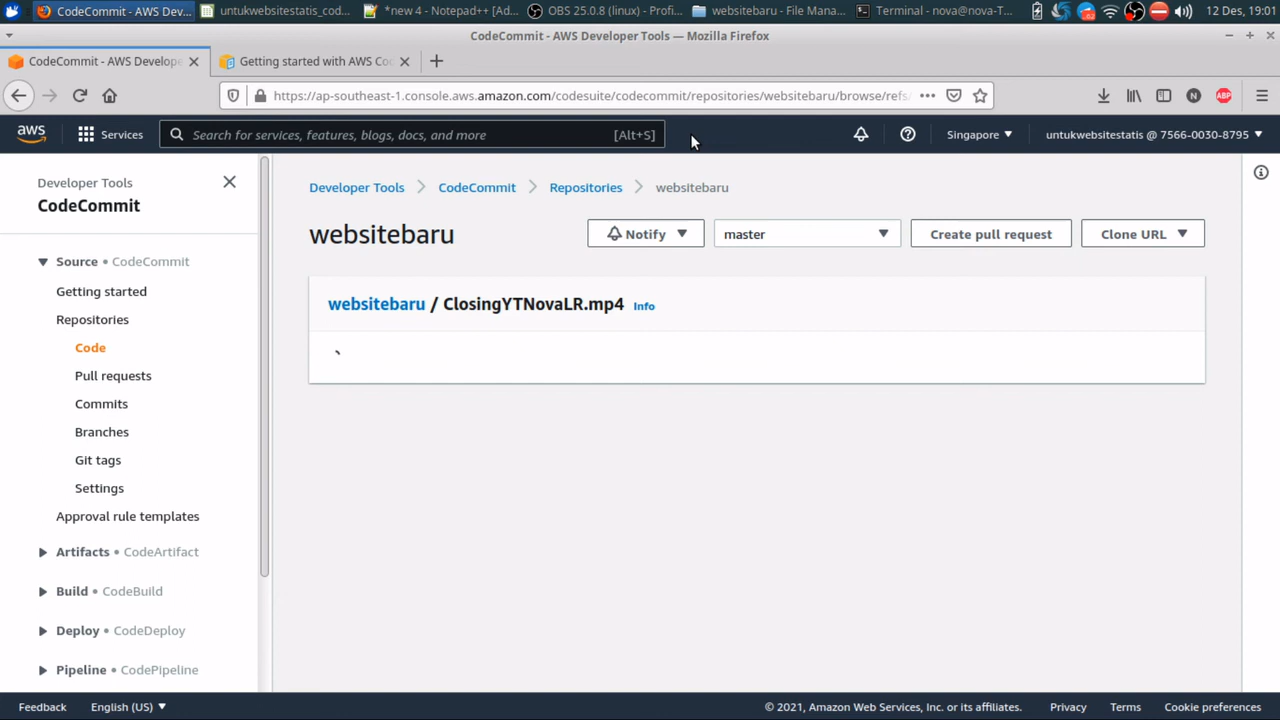 CodeCommit - AWS Dev...
untukwebsitestatis_cod...
*new 4 - Notepad++ [Ad...
OBS 25.0.8 (linux) - Profi...
websitebaru - File Mana...
Terminal - nova@nova-T...
12 Des, 19:01
CodeCommit - AWS Developer Tools — Mozilla Firefox
CodeCommit - AWS Develope
Getting started with AWS Co
https://ap-southeast-1.console.aws.amazon.com/codesuite/codecommit/repositories/websitebaru/browse/refs/
N
ABP
aws
Services
Search for services, features, blogs, docs, and more
[Alt+S]
Singapore
untukwebsitestatis @ 7566-0030-8795
Developer Tools
CodeCommit
Source • CodeCommit
Getting started
Repositories
Code
Pull requests
Commits
Branches
Git tags
Settings
Approval rule templates
Artifacts • CodeArtifact
Build • CodeBuild
Deploy • CodeDeploy
Pipeline • CodePipeline
Developer Tools
CodeCommit
Repositories
websitebaru
websitebaru
Notify
master
Create pull request
Clone URL
websitebaru / ClosingYTNovaLR.mp4 Info
Feedback
English (US)
© 2021, Amazon Web Services, Inc. or its affiliates.
Privacy
Terms
Cookie preferences